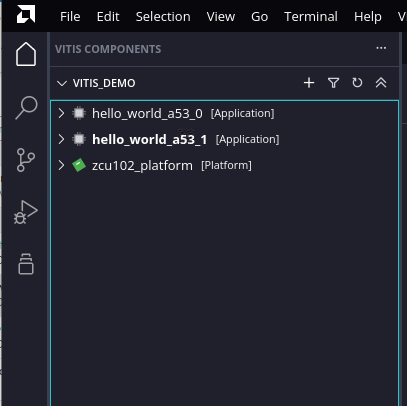 File Edit Selection View Go Terminal Help V
VITIS COMPONENTS ...
VITIS_DEMO
hello_world_a53_0 [Application]
hello_world_a53_1 [Application]
zcu102_platform [Platform]